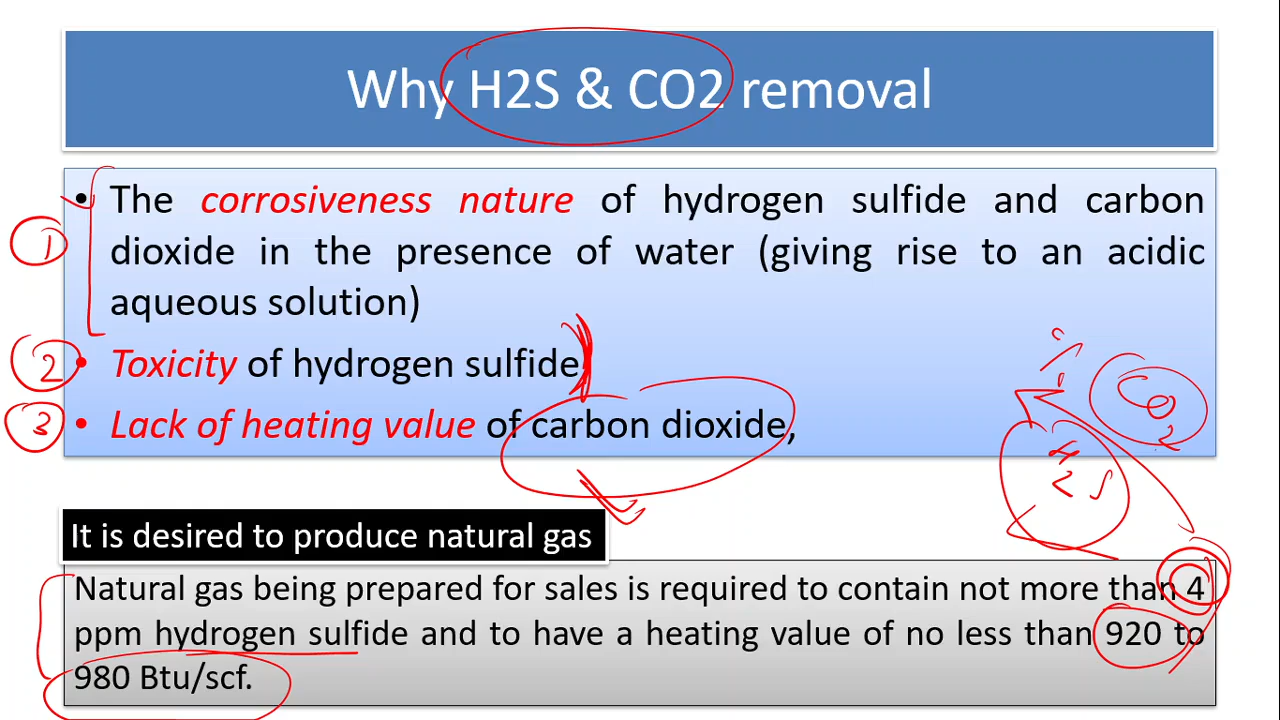 Why H2S & CO2 removal
• The corrosiveness nature of hydrogen sulfide and carbon
1
dioxide in the presence of water (giving rise to an acidic
aqueous solution)
2
• Toxicity of hydrogen sulfide,
CO2
3
• Lack of heating value of carbon dioxide,
H2S
It is desired to produce natural gas
Natural gas being prepared for sales is required to contain not more than 4
ppm hydrogen sulfide and to have a heating value of no less than 920 to
980 Btu/scf.